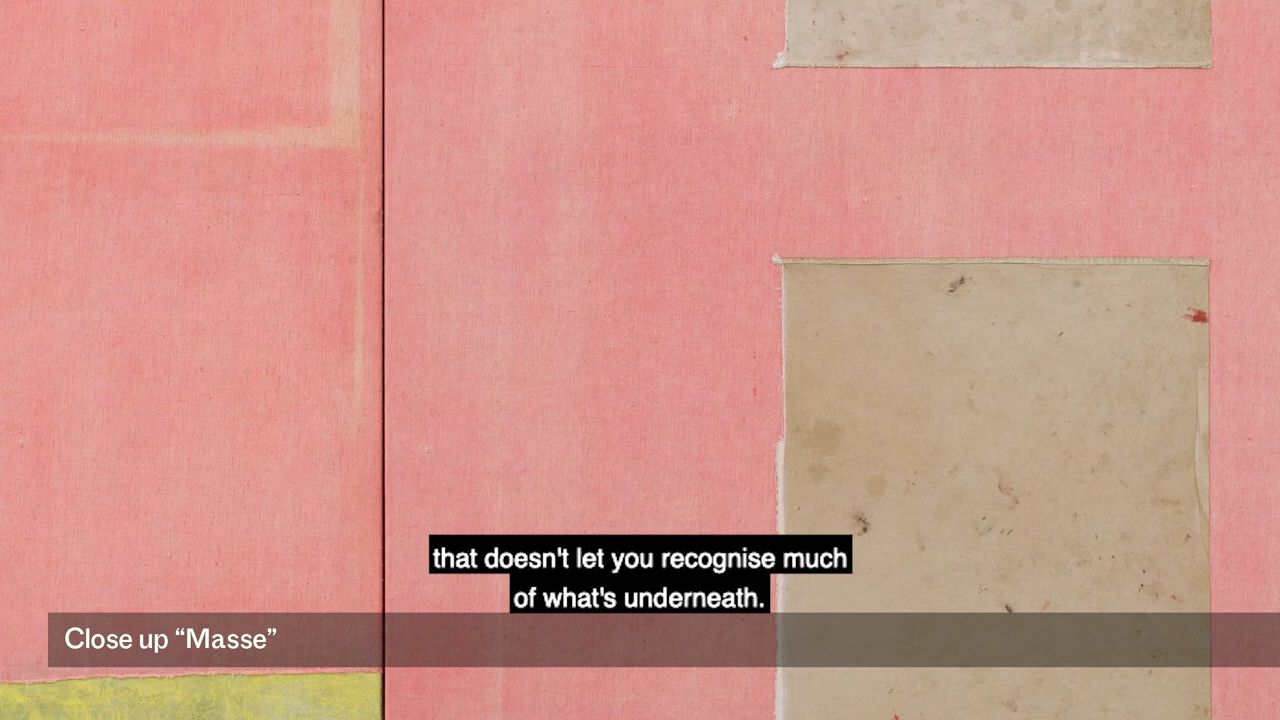 that doesn't let you recognise much
of what's underneath.
Close up “Masse”